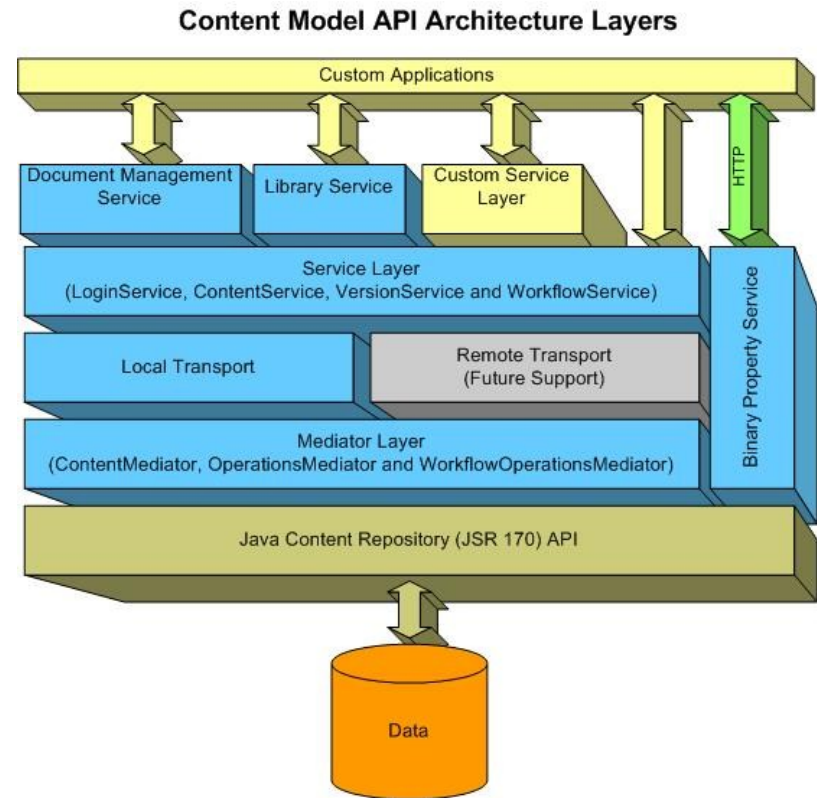 Content Model API Architecture Layers
Custom Applications
HTTP
Document Management
Service
Library Service
Custom Service
Layer
Service Layer
(LoginService, ContentService, VersionService and WorkflowService)
Binary Property Service
Local Transport
Remote Transport
(Future Support)
Mediator Layer
(ContentMediator, OperationsMediator and WorkflowOperationsMediator)
Java Content Repository (JSR 170) API
Data